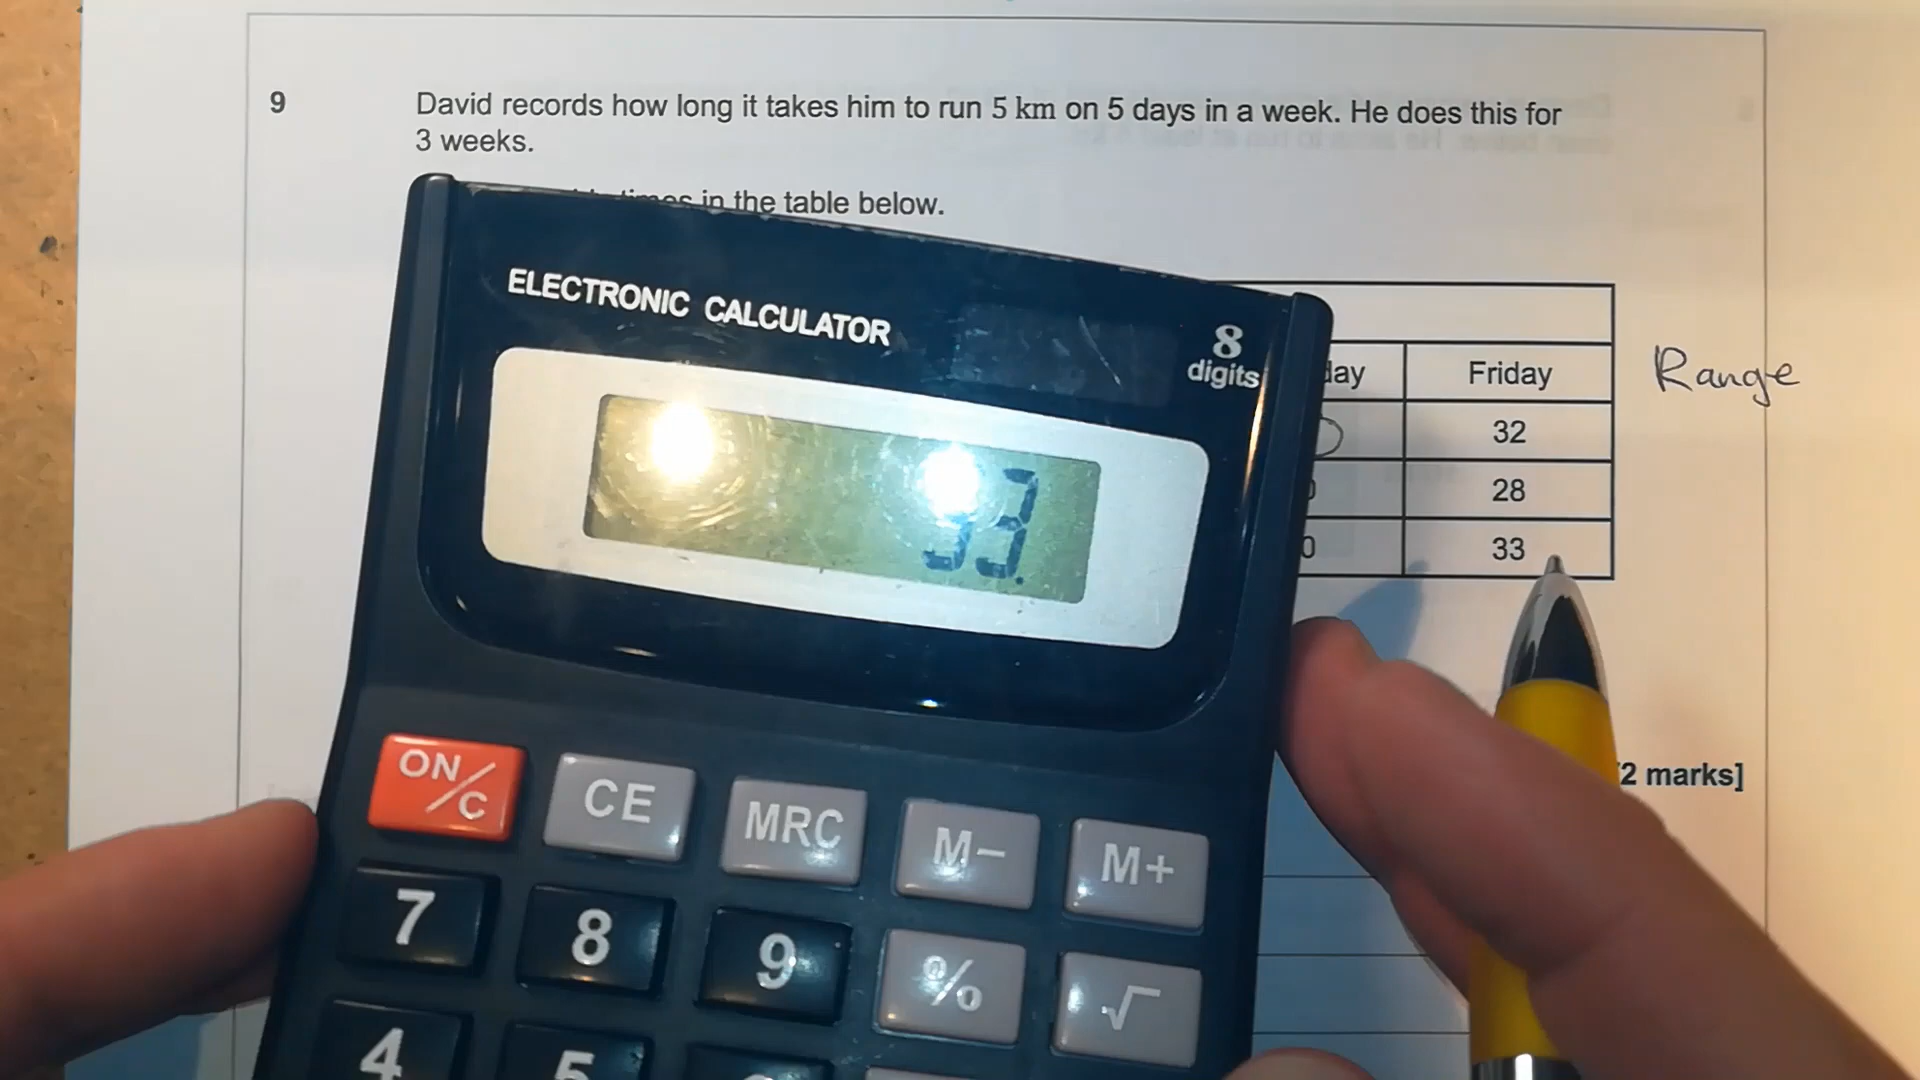 9
David records how long it takes him to run 5 km on 5 days in a week. He does this for
3 weeks.
in the table below.
ELECTRONIC CALCULATOR
8
digits
Friday
Range
32
28
33
33.
2 marks]
ON/C
CE
MRC
M−
M+
7
8
9
%
√
4
5